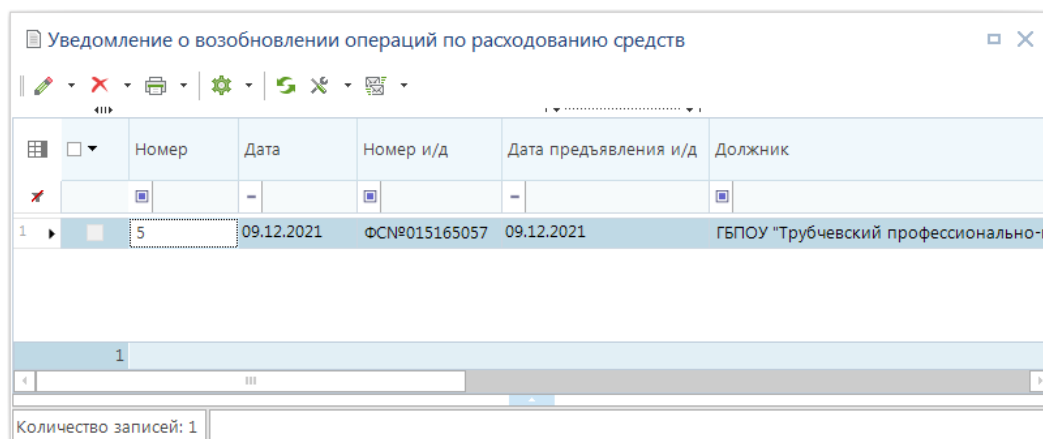 Уведомление о возобновлении операций по расходованию средств
Номер Дата Номер и/д Дата предъявления и/д Должник
1 5 09.12.2021 ФС№015165057 09.12.2021 ГБПОУ "Трубчевский профессионально-
1
Количество записей: 1